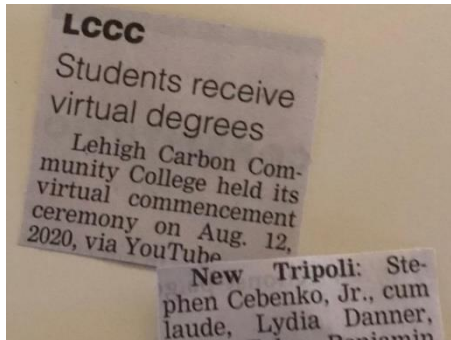 LCCC
Students receive
virtual degrees
Lehigh Carbon Com-
munity College held its
virtual commencement
ceremony on Aug. 12,
2020, via YouTube
New Tripoli: Ste-
phen Cebenko, Jr., cum
laude, Lydia Danner,
Benjamin